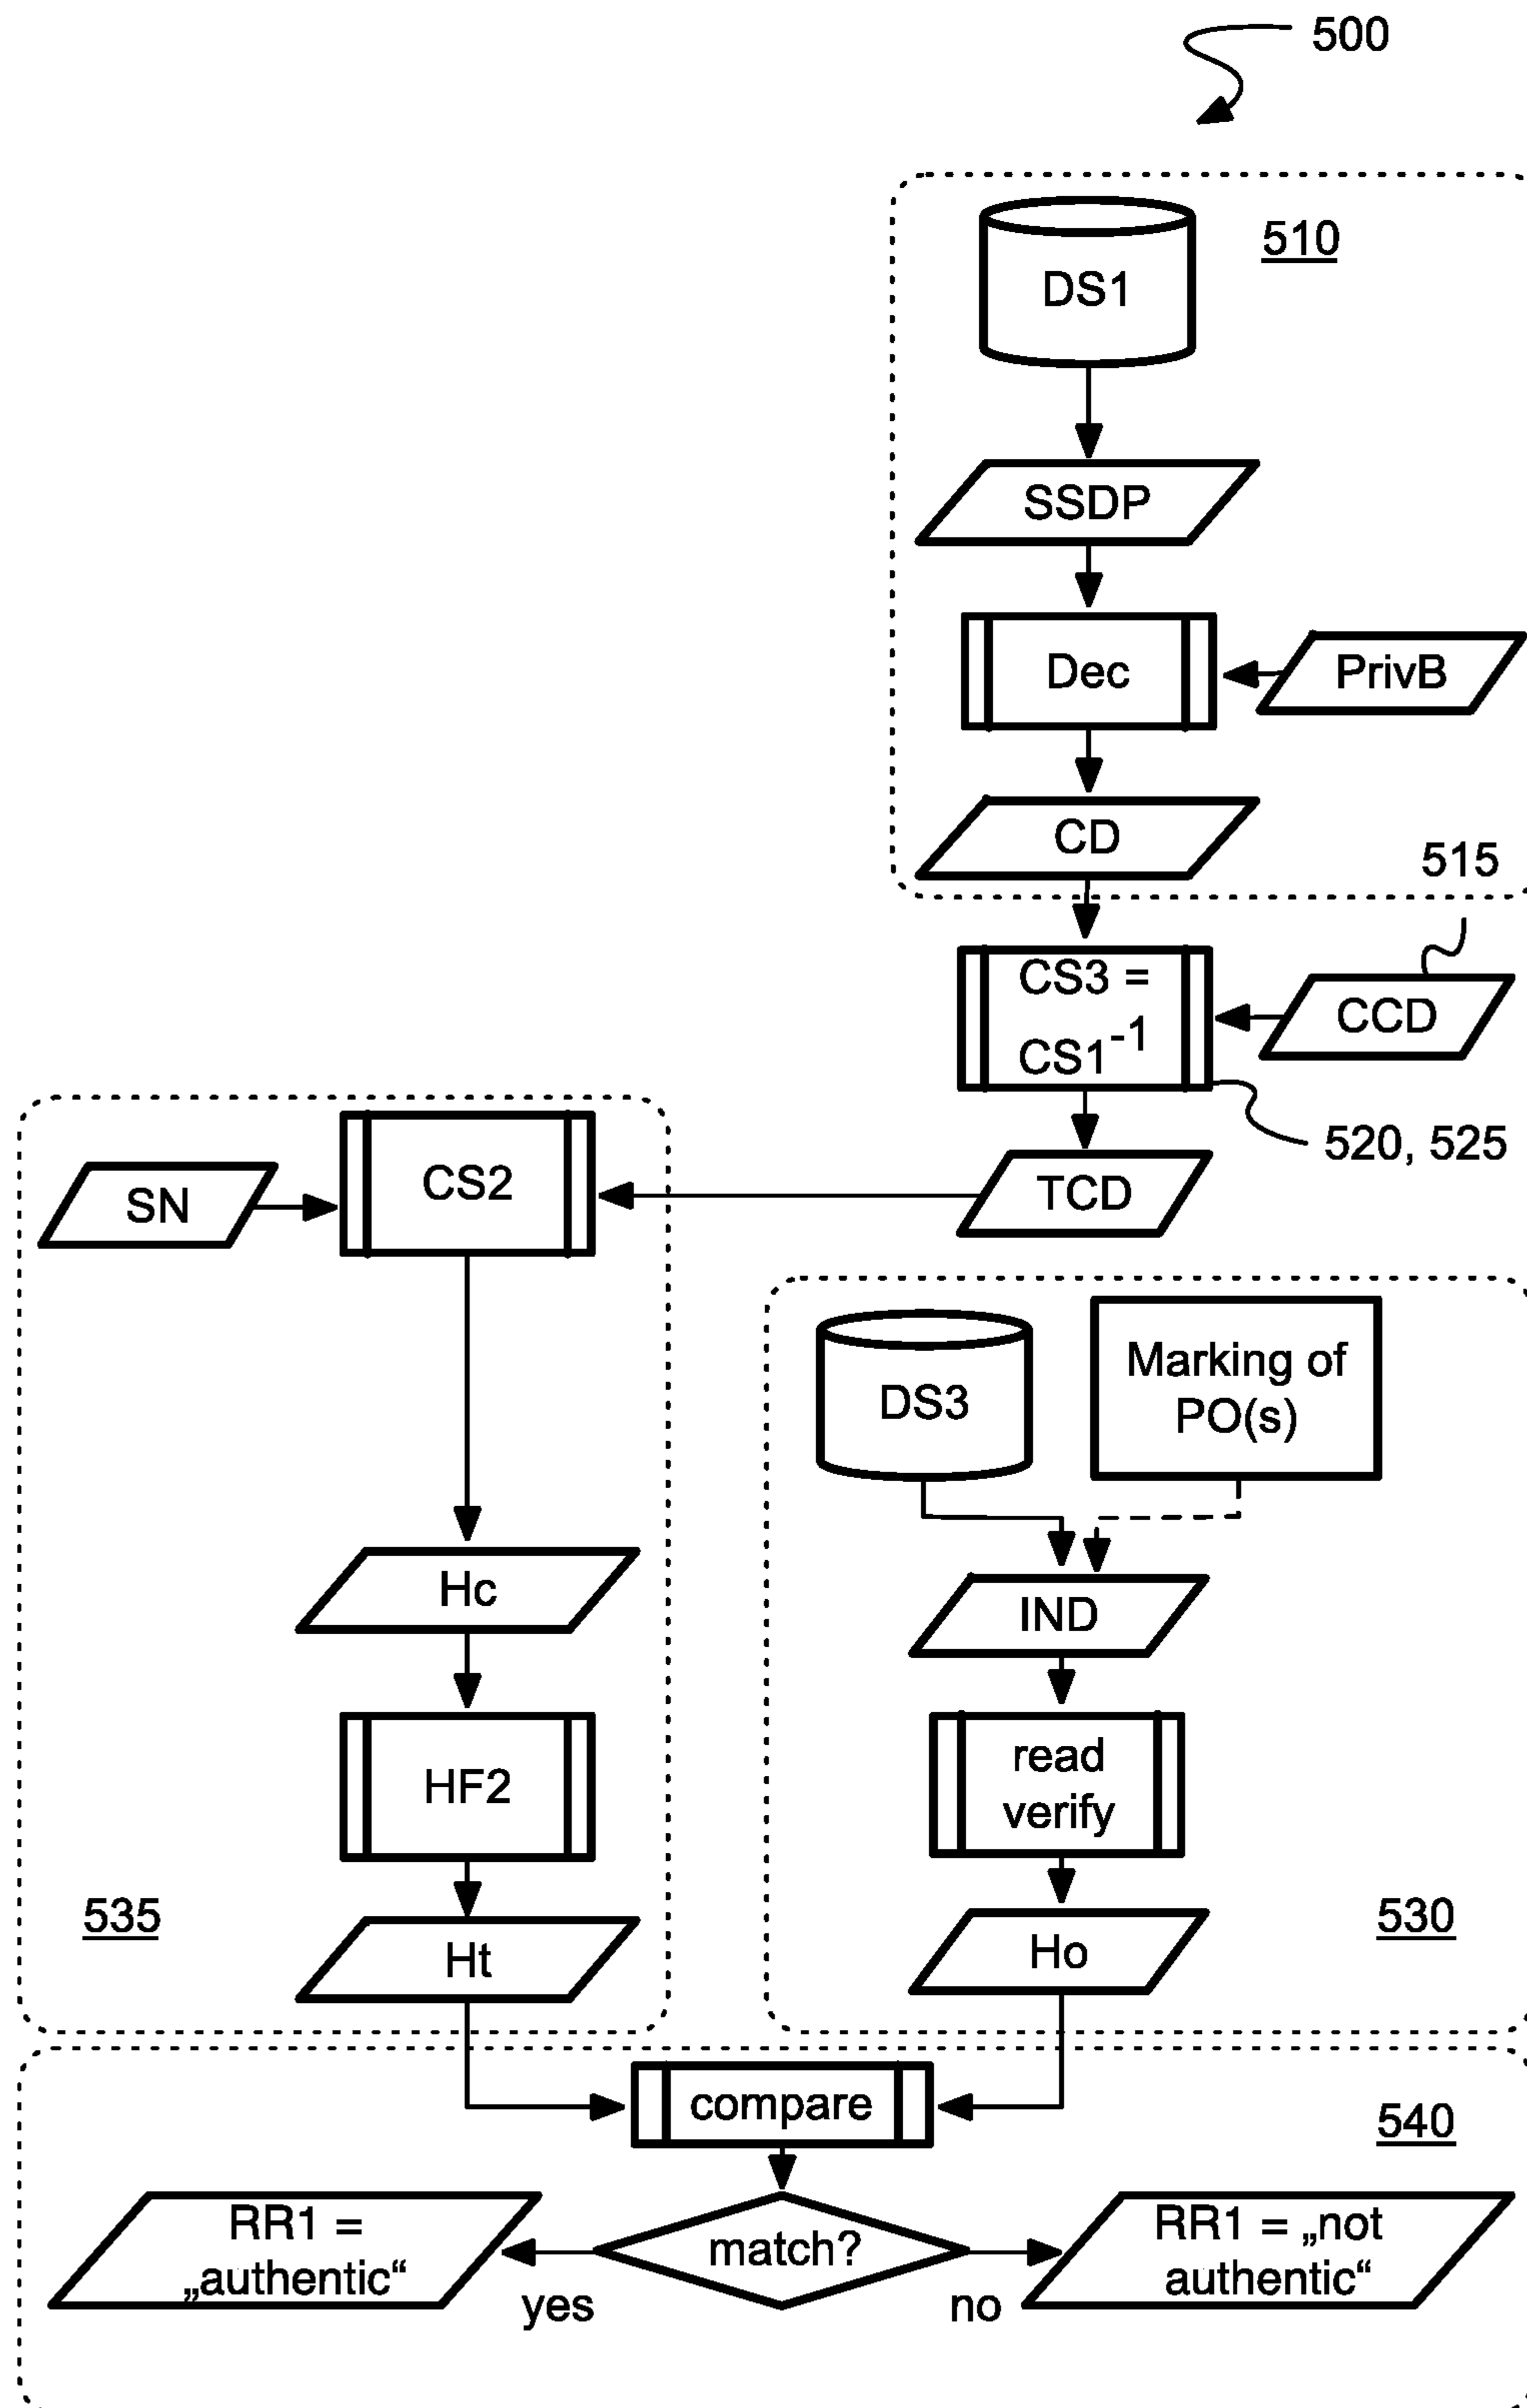 500
510
DS1
SSDP
Dec
PrivB
CD
515
CS3 =
CS1⁻¹
CCD
520, 525
TCD
CS2
SN
DS3
Marking of
PO(s)
Hc
IND
HF2
read
verify
535
530
Ht
Ho
compare
540
RR1 =
„authentic“
match?
RR1 = „not
authentic“
yes
no